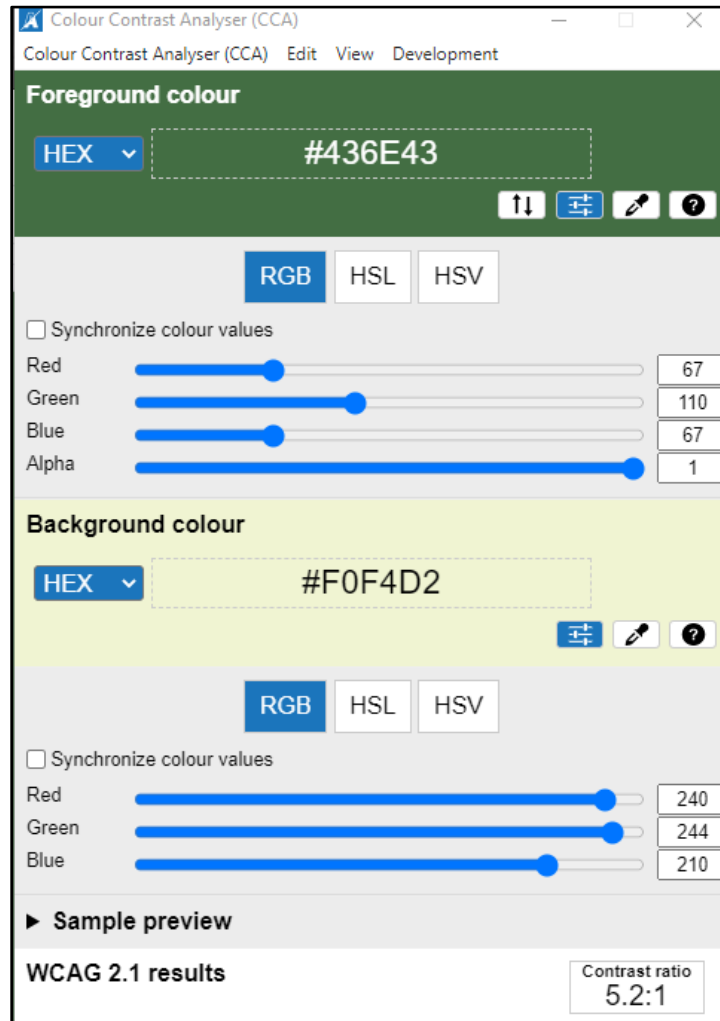 Colour Contrast Analyser (CCA)
Colour Contrast Analyser (CCA) Edit View Development
Foreground colour
HEX #436E43
RGB HSL HSV
Synchronize colour values
Red 67
Green 110
Blue 67
Alpha 1
Background colour
HEX #F0F4D2
RGB HSL HSV
Synchronize colour values
Red 240
Green 244
Blue 210
Sample preview
WCAG 2.1 results
Contrast ratio
5.2:1